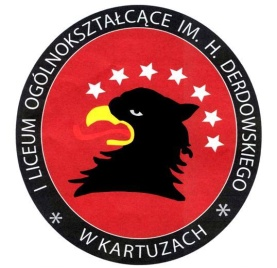 I LICEUM OGÓLNOKSZTAŁCĄCE IM. H. DERDOWSKIEGO
W KARTUZACH